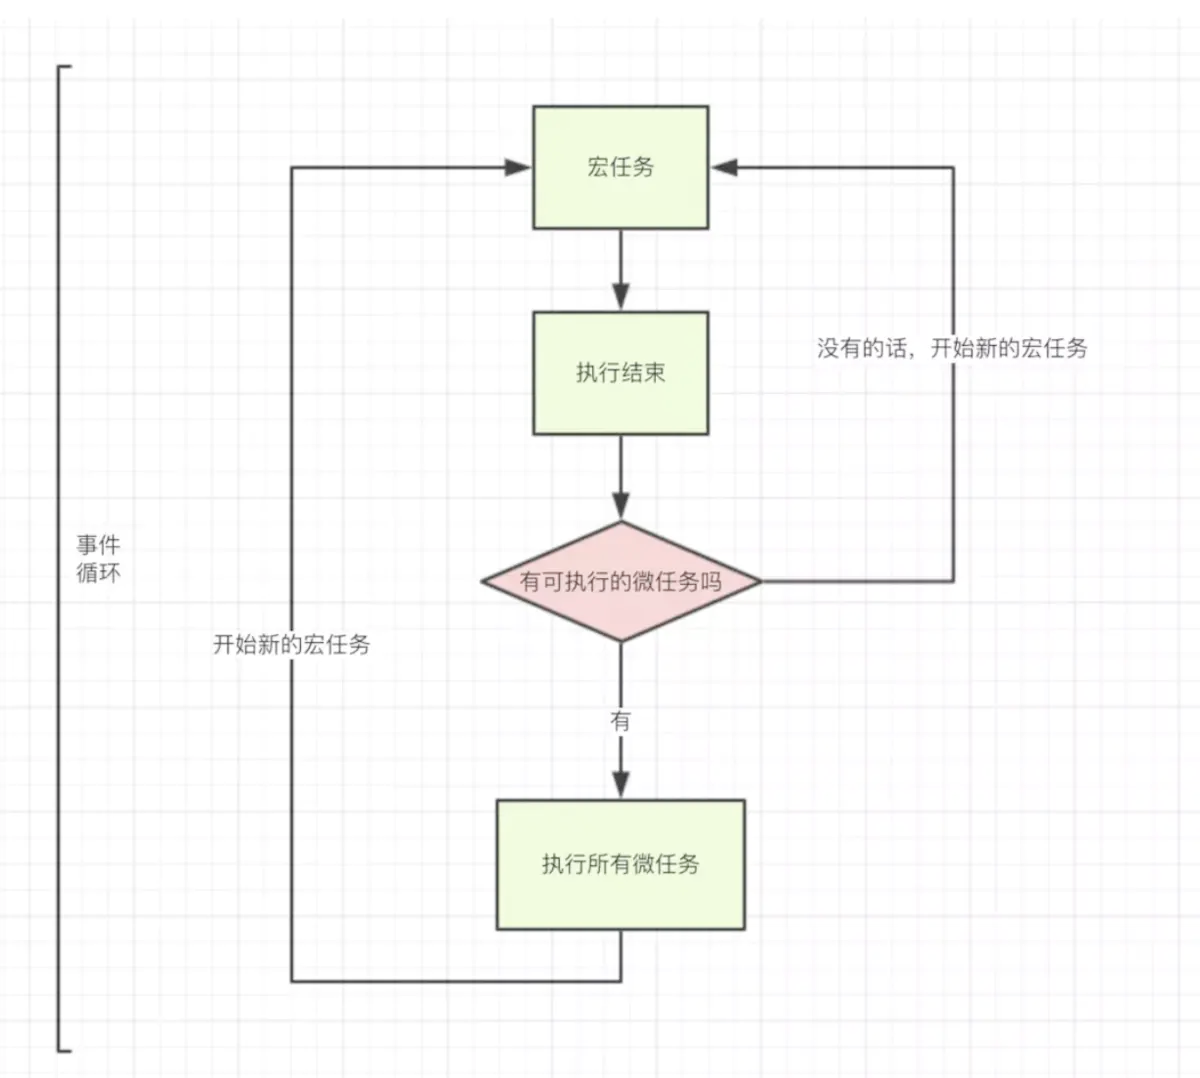 宏任务
执行结束
没有的话，开始新的宏任务
事件
循环
有可执行的微任务吗
开始新的宏任务
有
执行所有微任务